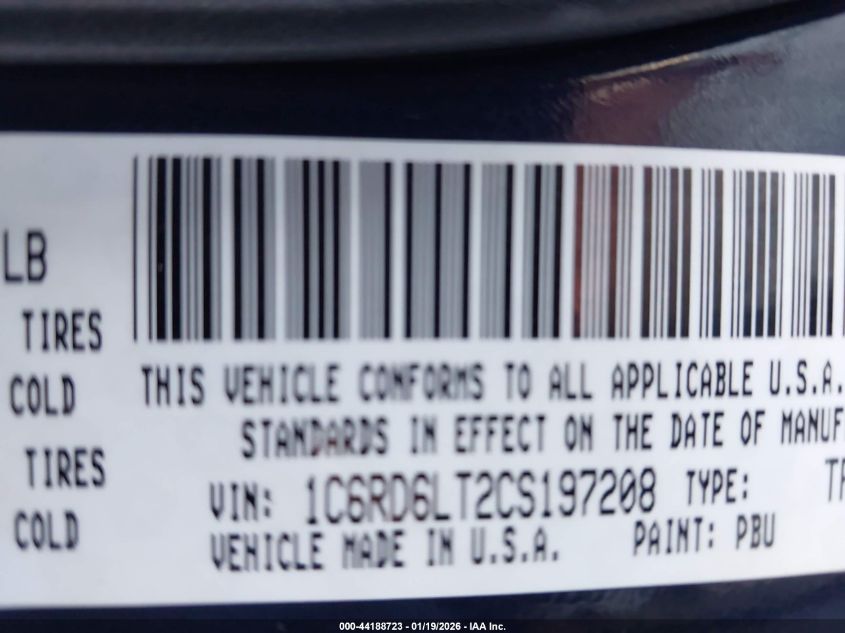 LB
TIRES
COLD
TIRES
COLD
THIS VEHICLE CONFORMS TO ALL APPLICABLE U.S.A.
STANDARDS IN EFFECT ON THE DATE OF MANUF
VIN: 1C6RD6LT2CS197208 TYPE:
VEHICLE MADE IN U.S.A. PAINT: PBU
000-44188723 - 01/19/2026 - IAA Inc.